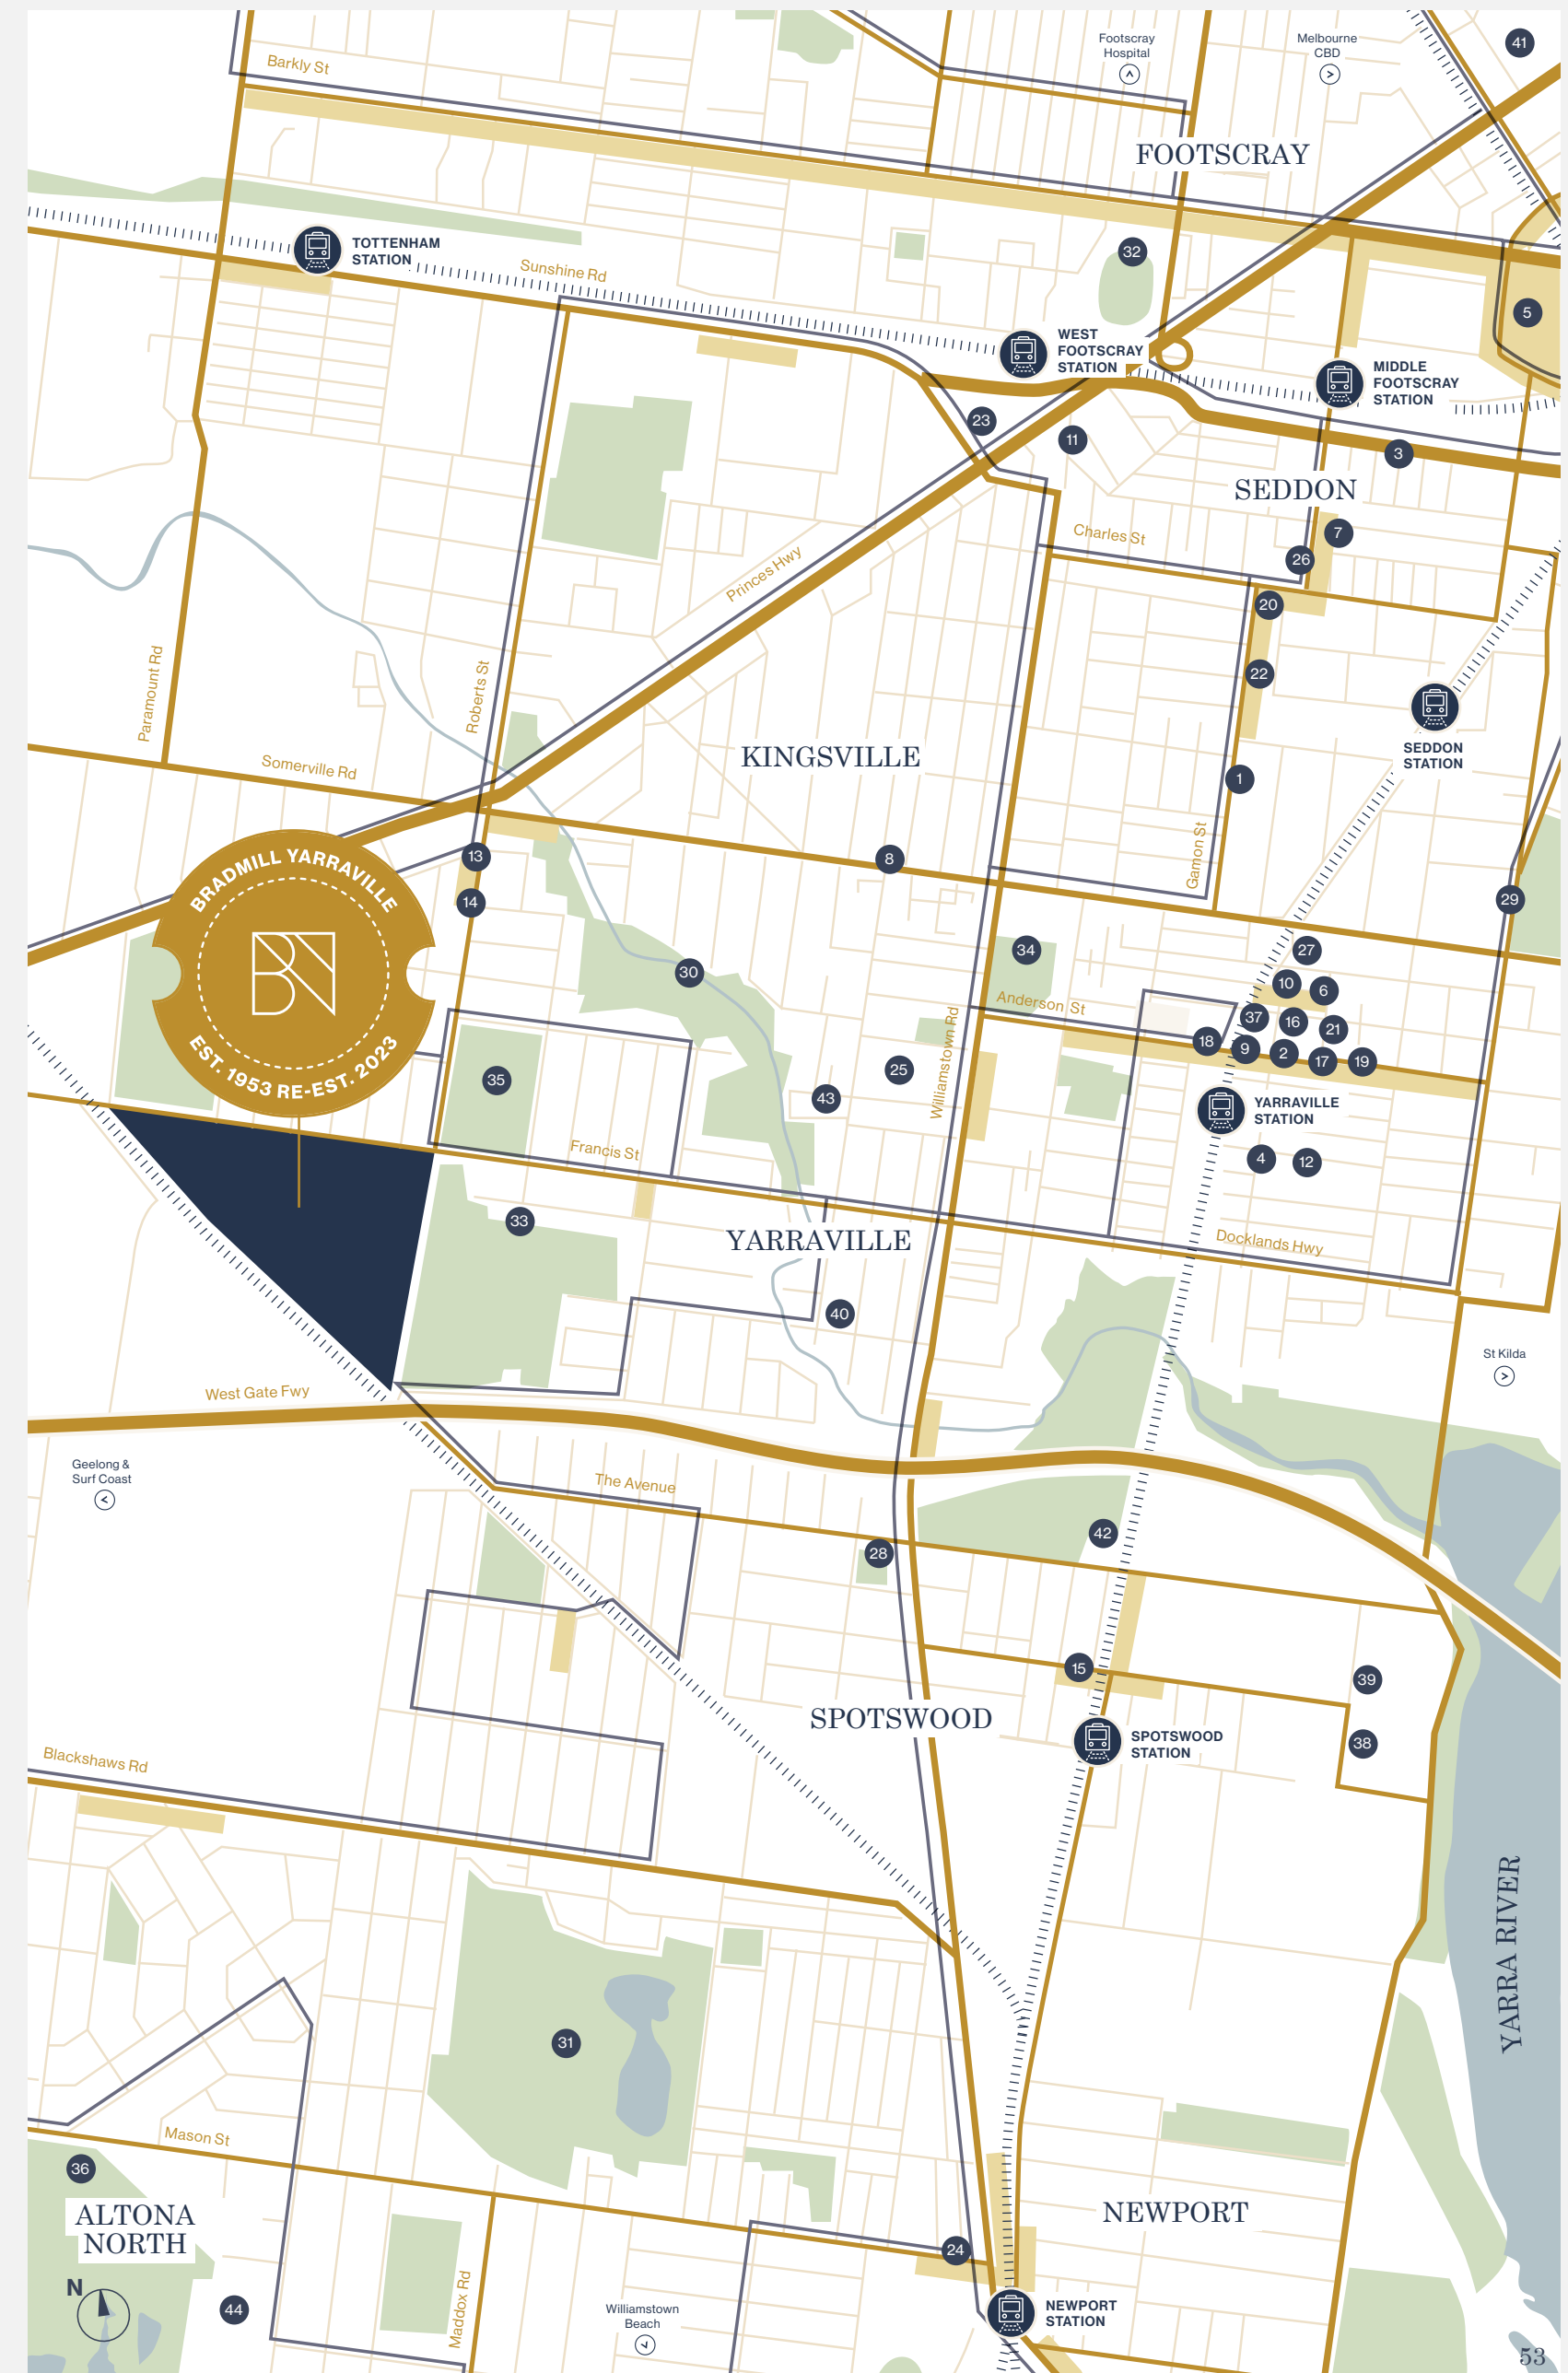 Footscray
Hospital
Melbourne
CBD
41
Barkly St
FOOTSCRAY
TOTTENHAM
STATION
Sunshine Rd
32
5
WEST
FOOTSCRAY
STATION
MIDDLE
FOOTSCRAY
STATION
23
11
3
SEDDON
Charles St
7
26
Princes Hwy
20
22
Paramount Rd
Roberts St
SEDDON
STATION
KINGSVILLE
Somerville Rd
1
Gamon St
8
13
14
29
BRADMILL YARRAVILLE
EST. 1953 RE-EST. 2023
30
34
27
10
6
Anderson St
37
16
21
18
9
2
17
19
Williamstown Rd
25
35
43
YARRAVILLE
STATION
Francis St
4
12
33
YARRAVILLE
Docklands Hwy
40
St Kilda
West Gate Fwy
Geelong &
Surf Coast
The Avenue
42
28
15
39
SPOTSWOOD
38
SPOTSWOOD
STATION
Blackshaws Rd
YARRA RIVER
31
Mason St
36
ALTONA
NORTH
NEWPORT
24
N
44
Maddox Rd
Williamstown
Beach
NEWPORT
STATION
53